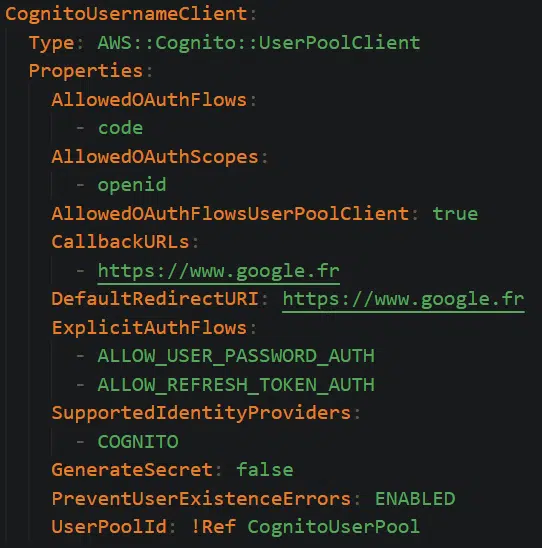 CognitoUsernameClient:
  Type: AWS::Cognito::UserPoolClient
  Properties:
    AllowedOAuthFlows:
      - code
    AllowedOAuthScopes:
      - openid
    AllowedOAuthFlowsUserPoolClient: true
    CallbackURLs:
      - https://www.google.fr
    DefaultRedirectURI: https://www.google.fr
    ExplicitAuthFlows:
      - ALLOW_USER_PASSWORD_AUTH
      - ALLOW_REFRESH_TOKEN_AUTH
    SupportedIdentityProviders:
      - COGNITO
    GenerateSecret: false
    PreventUserExistenceErrors: ENABLED
    UserPoolId: !Ref CognitoUserPool